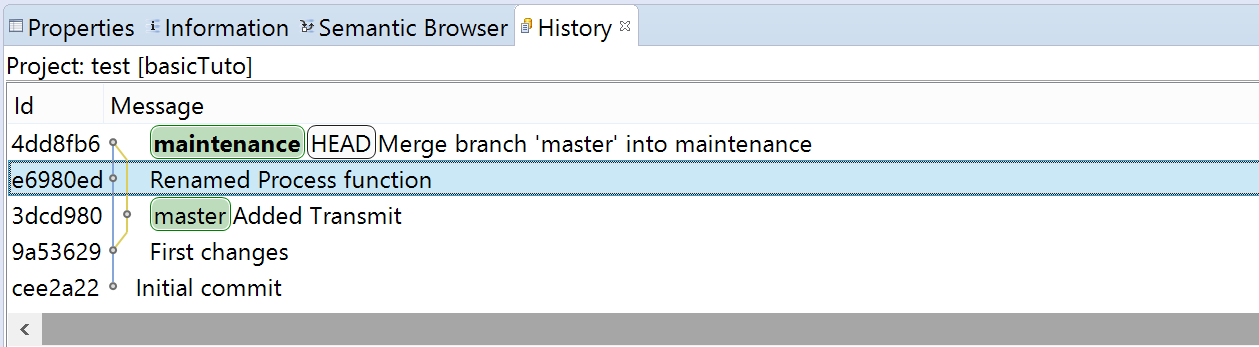 Properties Information Semantic Browser History
Project: test [basicTuto]
Id Message
4dd8fb6 maintenance HEAD Merge branch 'master' into maintenance
e6980ed Renamed Process function
3dcd980 master Added Transmit
9a53629 First changes
cee2a22 Initial commit